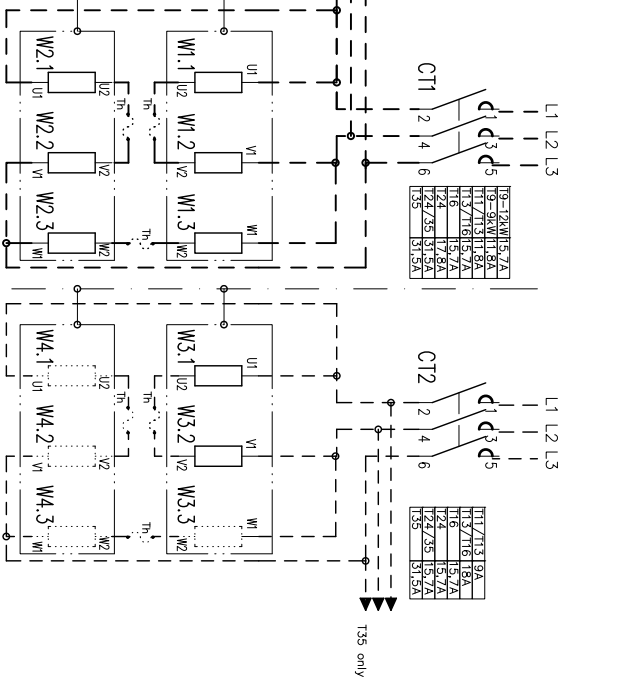 L1
L2
L3
CT1
1
3
5
2
4
6
T9-12kW 15,7A
T9-9kW 11,8A
T11/T13 11,8A
T13/T16 15,7A
T16 15,7A
T24 17,8A
T24/35 31,5A
T35 31,5A
W1.1
W1.2
W1.3
U1
U2
V1
V2
W1
W2
Th
Th
Th
W2.1
W2.2
W2.3
U1
U2
V1
V2
W1
W2
L1
L2
L3
CT2
1
3
5
2
4
6
T11/T13 9A
T13/T16 18A
T16 15,7A
T24 15,7A
T24/35 15,7A
T35 31,5A
T35 only
W3.1
W3.2
W3.3
U1
U2
V1
V2
W1
W2
Th
Th
Th
W4.1
W4.2
W4.3
U1
U2
V1
V2
W1
W2